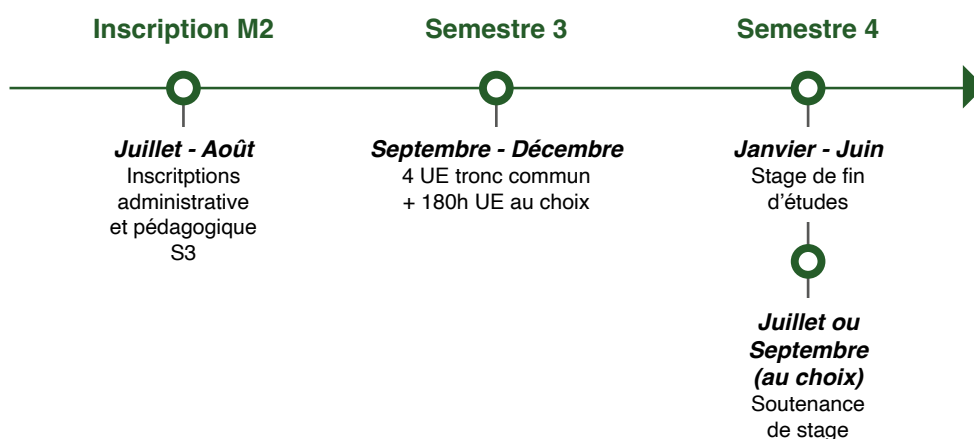 Inscription M2
Juillet - Août
Inscritptions
administrative
et pédagogique
S3
Semestre 3
Septembre - Décembre
4 UE tronc commun
+ 180h UE au choix
Semestre 4
Janvier - Juin
Stage de fin
d'études
Juillet ou
Septembre
(au choix)
Soutenance
de stage